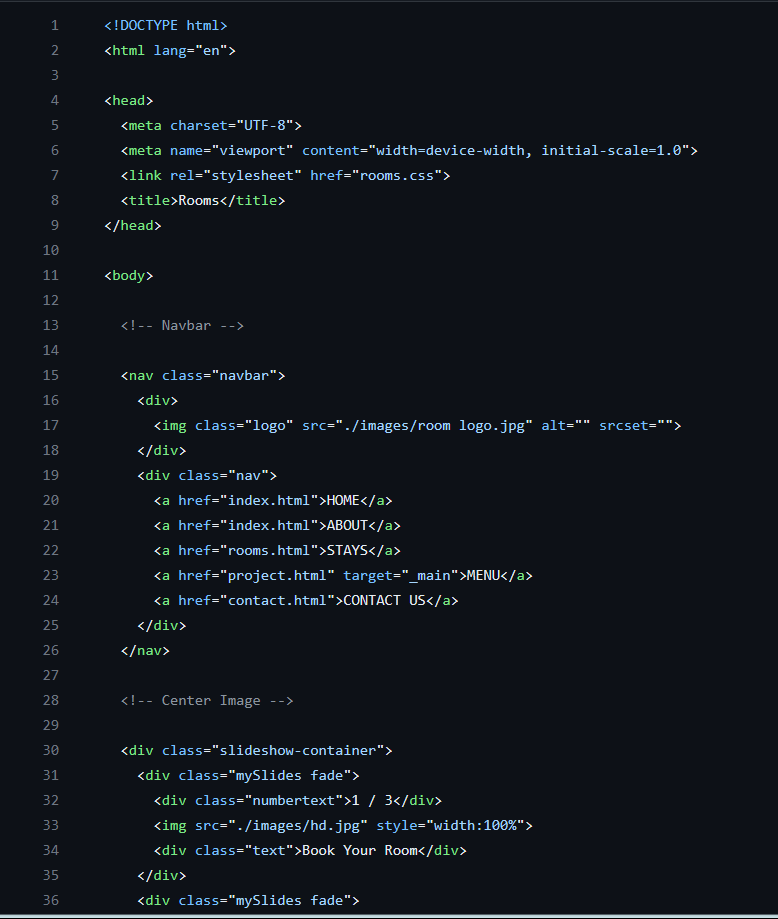 1 <!DOCTYPE html>
2 <html lang="en">
3
4 <head>
5   <meta charset="UTF-8">
6   <meta name="viewport" content="width=device-width, initial-scale=1.0">
7   <link rel="stylesheet" href="rooms.css">
8   <title>Rooms</title>
9 </head>
10
11 <body>
12
13   <!-- Navbar -->
14
15   <nav class="navbar">
16     <div>
17       <img class="logo" src="./images/room logo.jpg" alt="" srcset="">
18     </div>
19     <div class="nav">
20       <a href="index.html">HOME</a>
21       <a href="index.html">ABOUT</a>
22       <a href="rooms.html">STAYS</a>
23       <a href="project.html" target="_main">MENU</a>
24       <a href="contact.html">CONTACT US</a>
25     </div>
26   </nav>
27
28   <!-- Center Image -->
29
30   <div class="slideshow-container">
31     <div class="mySlides fade">
32       <div class="numbertext">1 / 3</div>
33       <img src="./images/hd.jpg" style="width:100%">
34       <div class="text">Book Your Room</div>
35     </div>
36     <div class="mySlides fade">